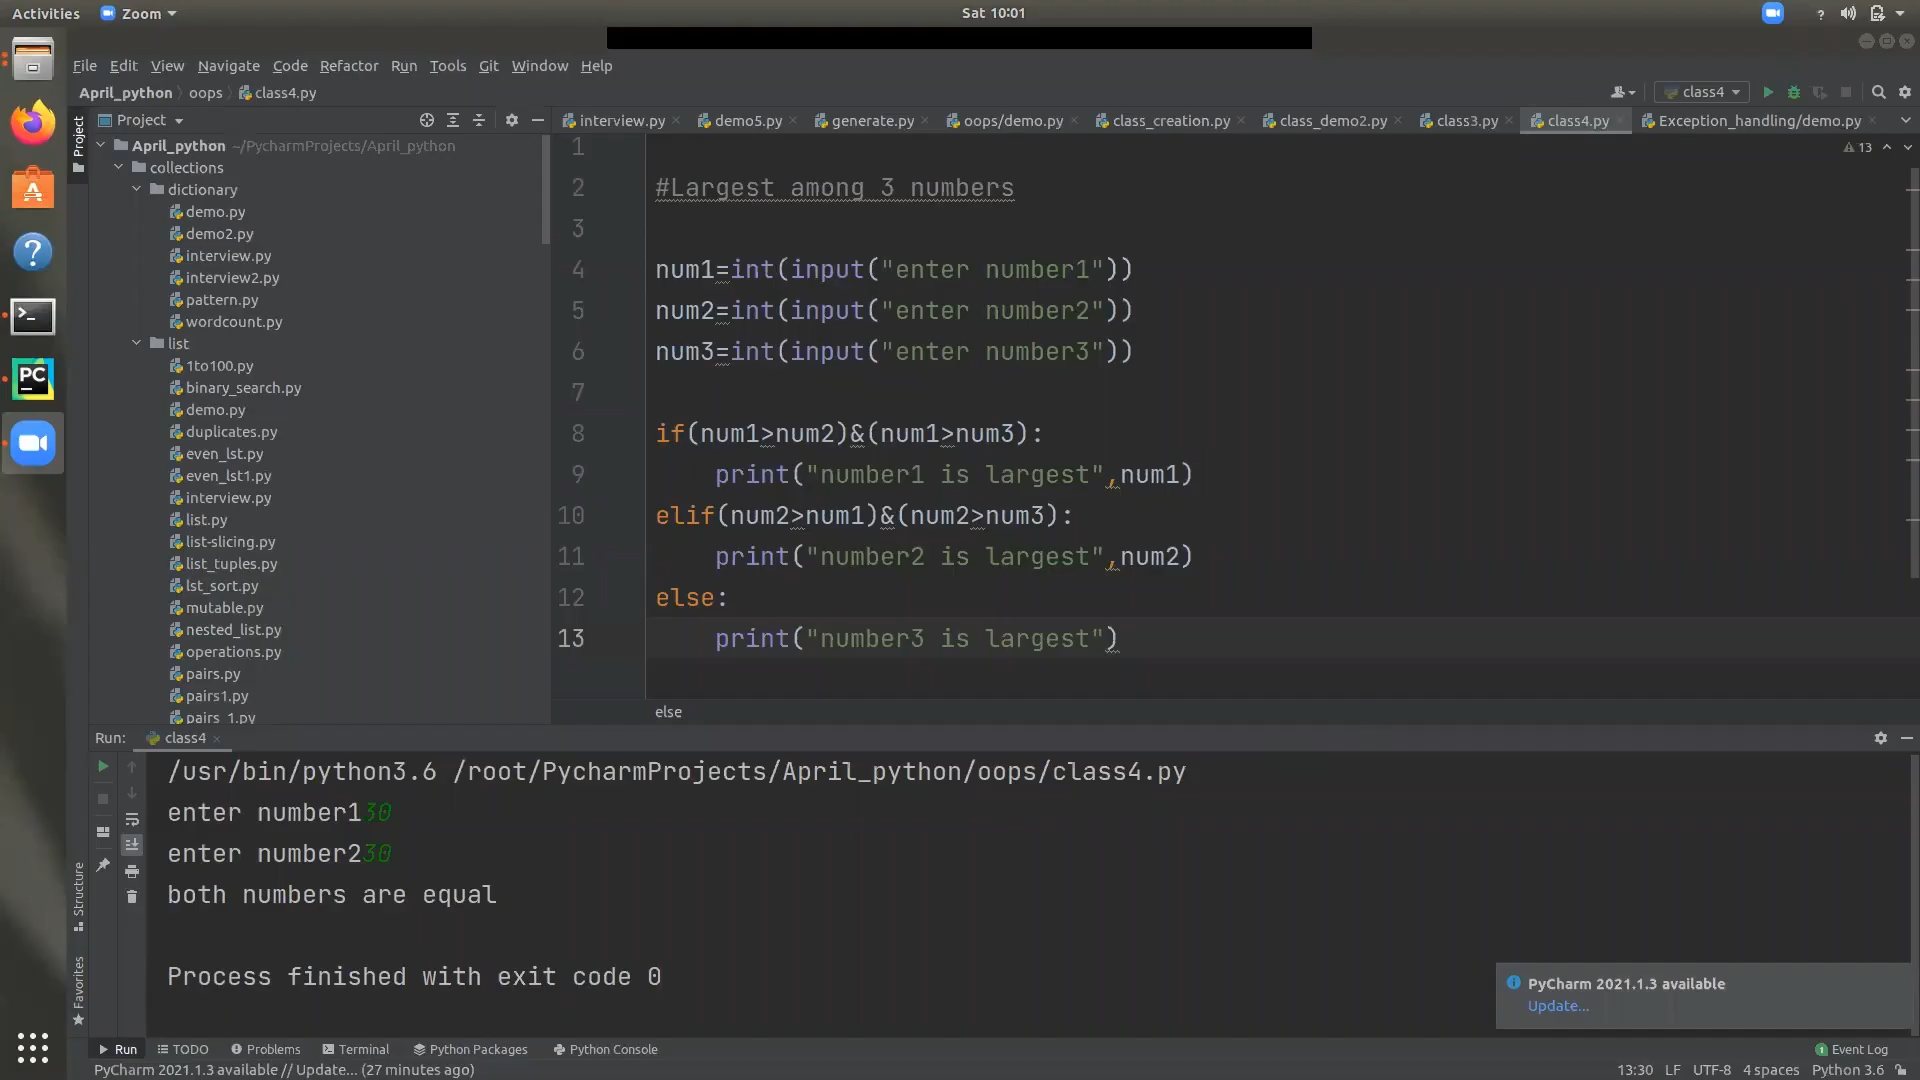 Activities Zoom Sat 10:01
File Edit View Navigate Code Refactor Run Tools Git Window Help
April_python oops class4.py class4
Project
interview.py demo5.py generate.py oops/demo.py class_creation.py class_demo2.py class3.py class4.py Exception_handling/demo.py
Project
April_python ~/PycharmProjects/April_python
collections
dictionary
demo.py
demo2.py
interview.py
interview2.py
pattern.py
wordcount.py
list
1to100.py
binary_search.py
demo.py
duplicates.py
even_lst.py
even_lst1.py
interview.py
list.py
list-slicing.py
list_tuples.py
lst_sort.py
mutable.py
nested_list.py
operations.py
pairs.py
pairs1.py
pairs_1.py
13
1
2 #Largest among 3 numbers
3
4 num1=int(input("enter number1"))
5 num2=int(input("enter number2"))
6 num3=int(input("enter number3"))
7
8 if(num1>num2)&(num1>num3):
9 print("number1 is largest",num1)
10 elif(num2>num1)&(num2>num3):
11 print("number2 is largest",num2)
12 else:
13 print("number3 is largest")
else
Run: class4
/usr/bin/python3.6 /root/PycharmProjects/April_python/oops/class4.py
enter number130
enter number230
both numbers are equal
Process finished with exit code 0
Structure
Favorites
PyCharm 2021.1.3 available
Update...
Run TODO Problems Terminal Python Packages Python Console 1 Event Log
PyCharm 2021.1.3 available // Update... (27 minutes ago) 13:30 LF UTF-8 4 spaces Python 3.6